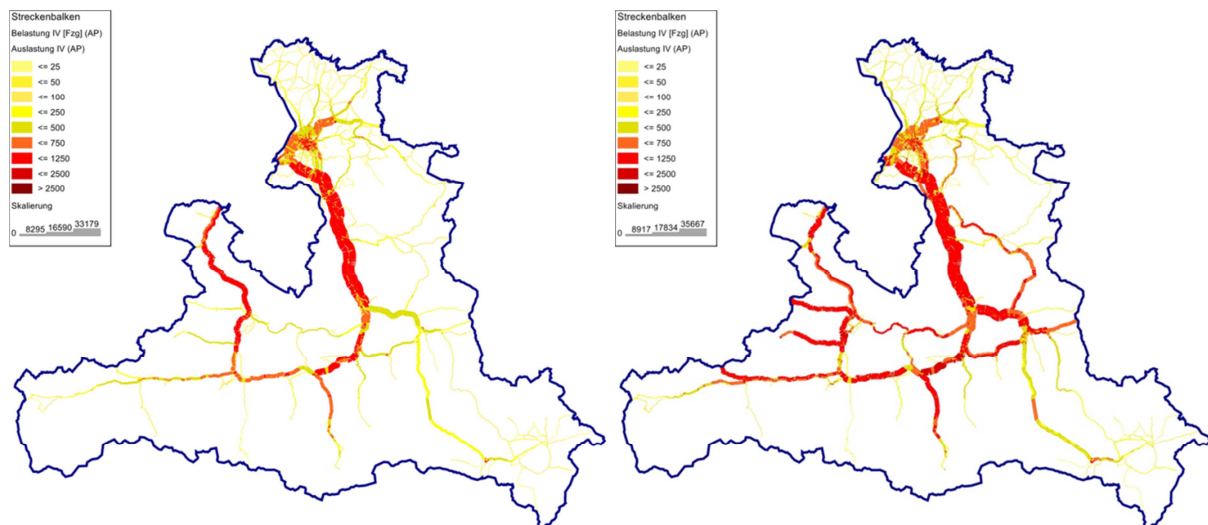 Streckenbalken
Belastung IV [Fzg] (AP)
Auslastung IV (AP)
<= 25
<= 50
<= 100
<= 250
<= 500
<= 750
<= 1250
<= 2500
> 2500
Skalierung
0 8295 16590 33179
Streckenbalken
Belastung IV [Fzg] (AP)
Auslastung IV (AP)
<= 25
<= 50
<= 100
<= 250
<= 500
<= 750
<= 1250
<= 2500
> 2500
Skalierung
0 8917 17834 35667